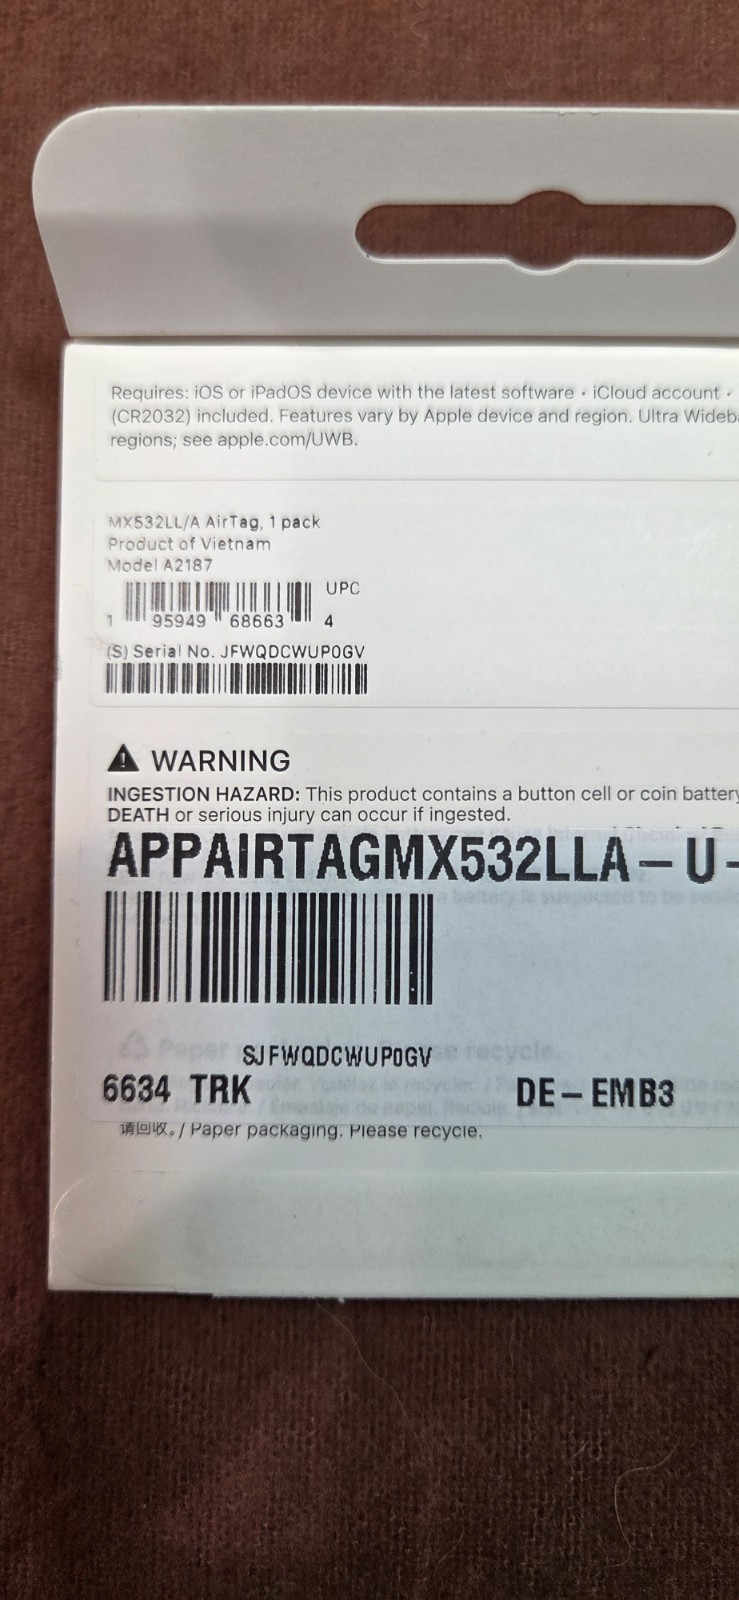 Requires: iOS or iPadOS device with the latest software • iCloud account •
(CR2032) included. Features vary by Apple device and region. Ultra
regions; see apple.com/UWB.
MX532LL/A AirTag, 1 pack
Product of Vietnam
Model A2187
UPC
1 95949 68663 4
(S) Serial No. JFWQDCWUP0GV
WARNING
INGESTION HAZARD: This product contains a button cell or coin battery
DEATH or serious injury can occur if ingested.
APPAIRTAGMX532LLA-U-
SJFWQDCWUP0GV
6634 TRK DE-EMB3
请回收。/ Paper packaging. Please recycle.